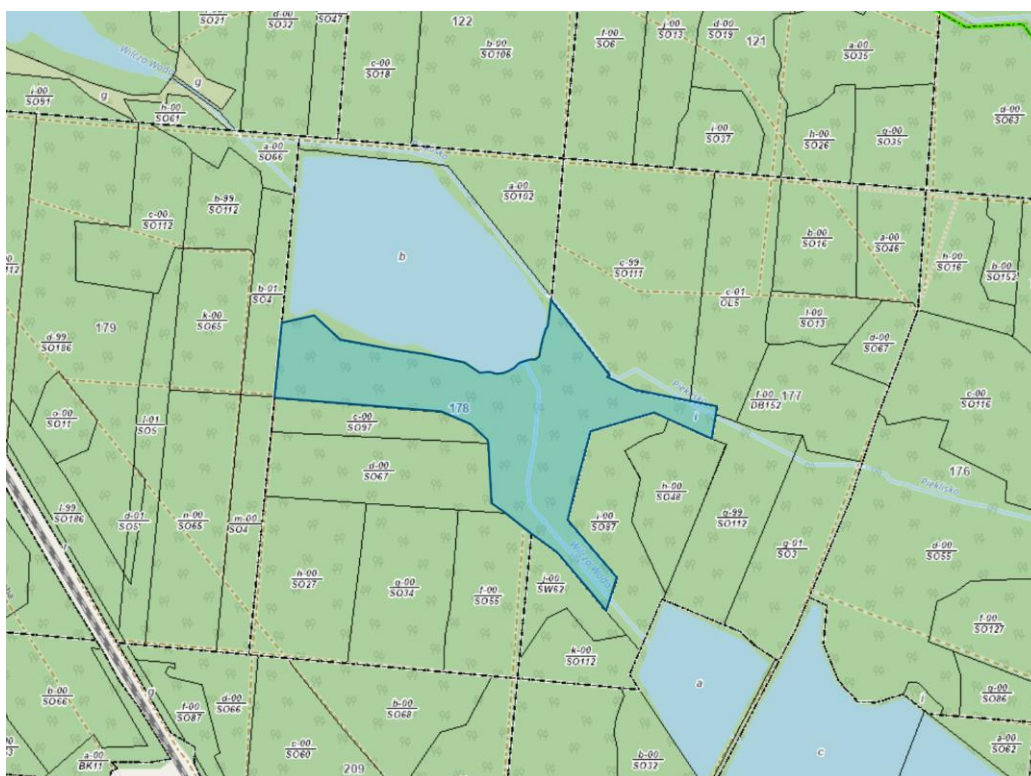 SO21
d-00
SO32
SO47
122
b-00
SO106
f-00
SO6
j-00
SO13
d-00
SO19
121
a-00
SO35
Wilczo Woda
c-00
SO18
g
g
i-00
SO91
h-00
SO61
i-00
SO37
h-00
SO26
g-00
SO35
d-00
SO63
a-00
SO66
b-99
SO112
a-00
SO102
c-00
SO112
b
c-99
SO111
b-00
SO16
a-00
SO46
h-00
SO16
b-00
SO152
b-01
SO4
c-01
OL5
179
k-00
SO65
l-00
SO13
d-00
SO67
d-99
SO186
Pieklisko
f-00
DB152
177
c-00
SO116
o-00
SO11
l-01
SO5
178
c-00
SO97
i
176
d-00
SO67
h-00
SO48
Pieklisko
l-99
SO186
d-01
SO5
n-00
SO65
m-00
SO4
g-99
SO112
i-00
SO87
g-01
SO3
d-00
SO55
Wilczo Woda
h-00
SO27
g-00
SO34
f-00
SO55
j-00
SW62
f-00
SO127
k-00
SO112
b-00
SO66
g
f-00
SO87
d-00
SO66
b-00
SO68
a
g-00
SO86
i
c-00
SO60
a-00
BK11
209
b-00
SO32
c
a-00
SO62